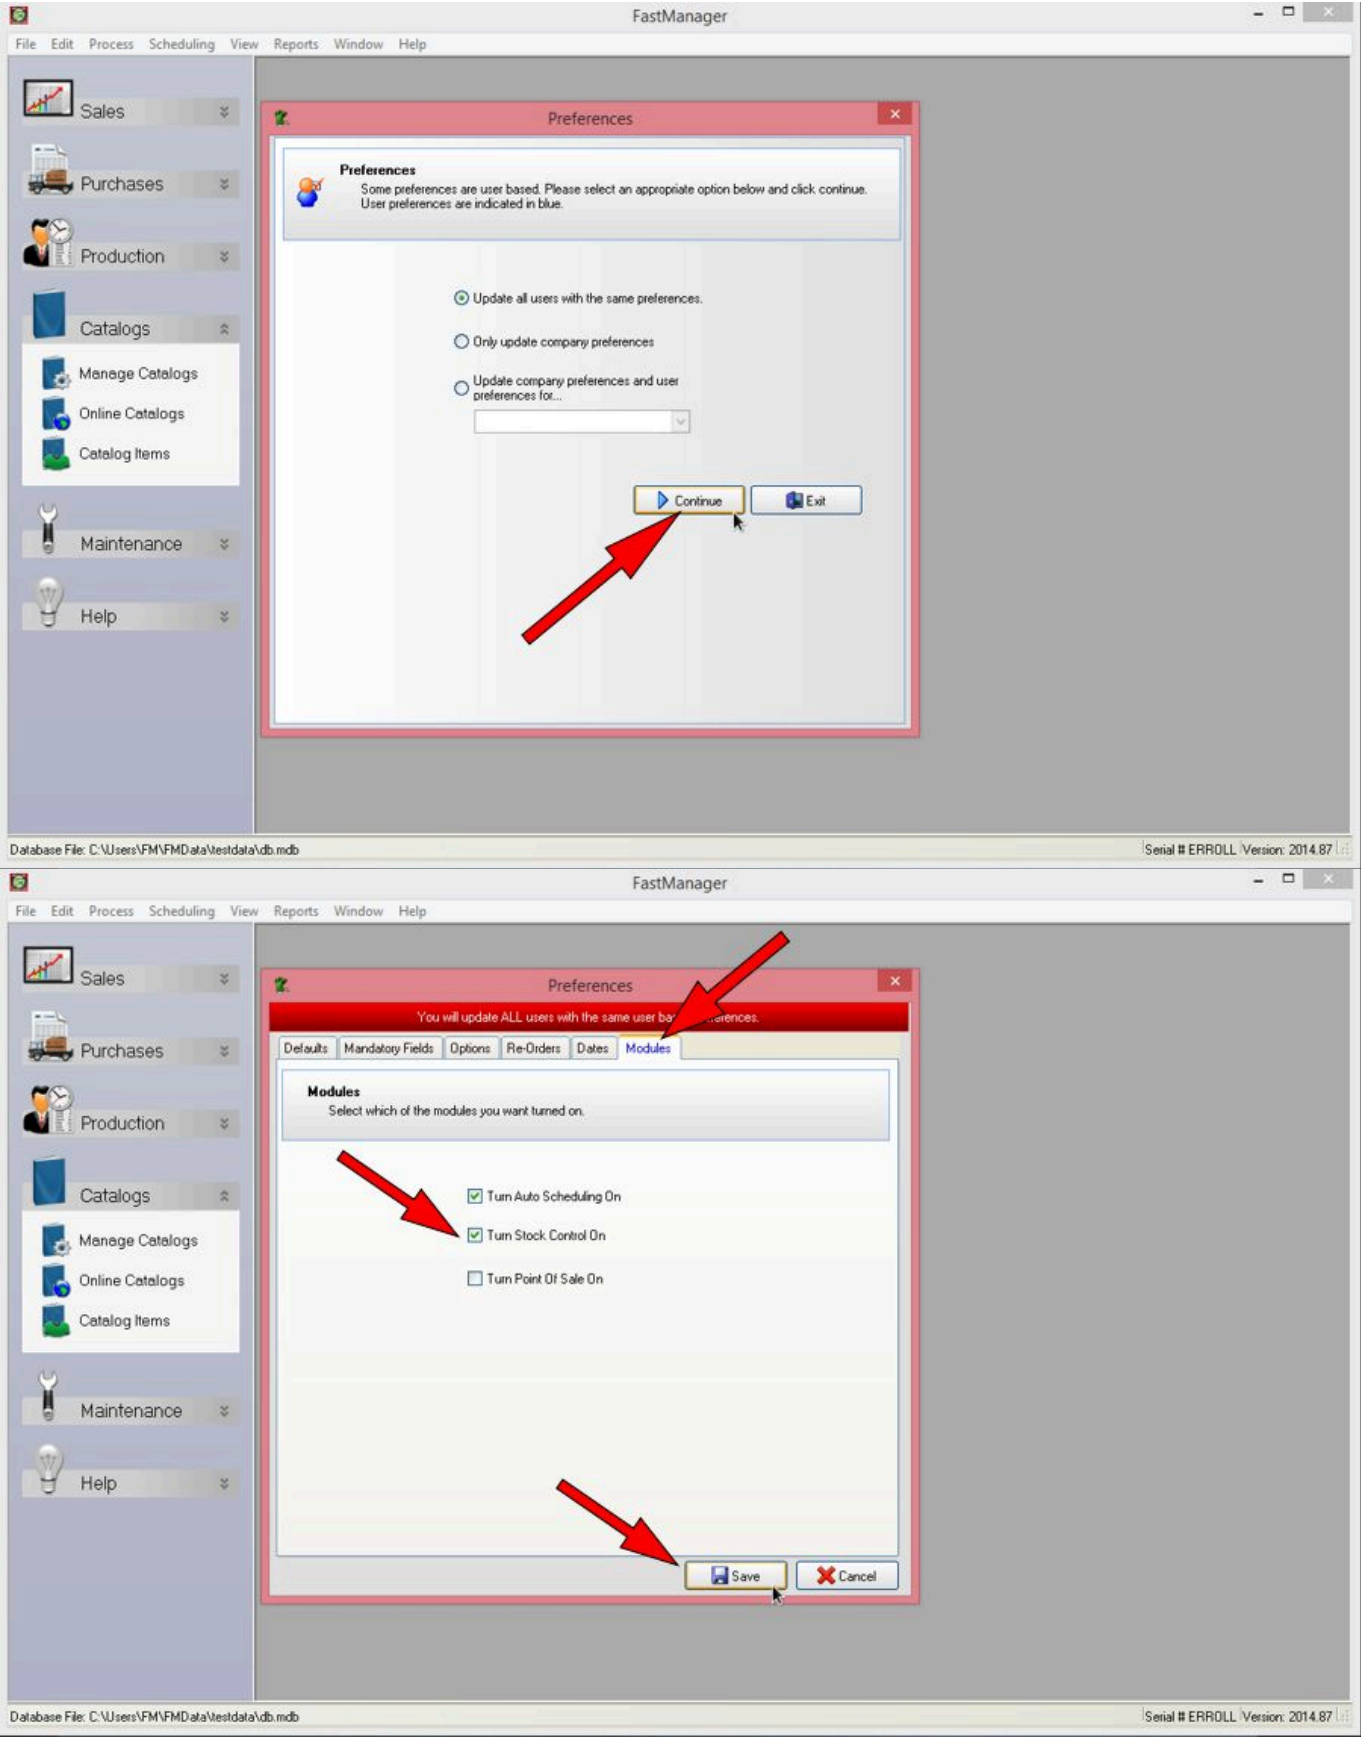 FastManager
File Edit Process Scheduling View Reports Window Help
Sales
Purchases
Production
Catalogs
Manage Catalogs
Online Catalogs
Catalog Items
Maintenance
Help
Preferences
Preferences
Some preferences are user based. Please select an appropriate option below and click continue.
User preferences are indicated in blue.
Update all users with the same preferences.
Only update company preferences
Update company preferences and user
preferences for...
Continue
Exit
Database File: C:\Users\FM\FMData\testdata\db.mdb
Serial # ERROLL Version: 2014.87
FastManager
File Edit Process Scheduling View Reports Window Help
Sales
Purchases
Production
Catalogs
Manage Catalogs
Online Catalogs
Catalog Items
Maintenance
Help
Preferences
You will update ALL users with the same user
Defaults Mandatory Fields Options Re-Orders Dates Modules
Modules
Select which of the modules you want turned on.
Turn Auto Scheduling On
Turn Stock Control On
Turn Point Of Sale On
Save
Cancel
Database File: C:\Users\FM\FMData\testdata\db.mdb
Serial # ERROLL Version: 2014.87